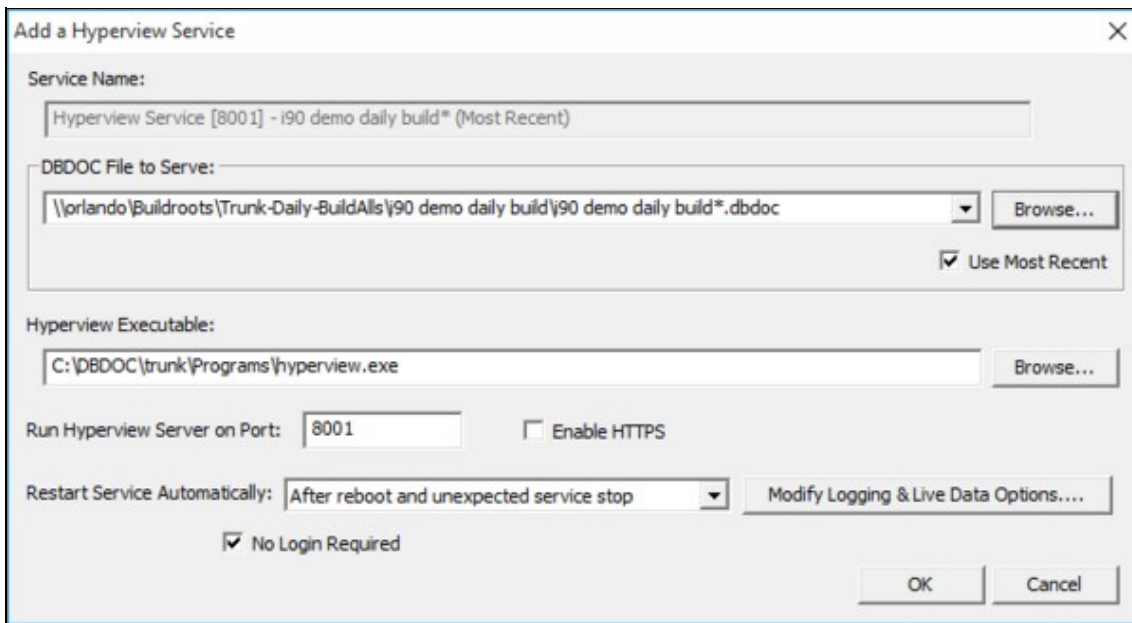 Add a Hyperview Service
Service Name:
Hyperview Service [8001] - i90 demo daily build* (Most Recent)
DBDOC File to Serve:
\\orlando\Buildroots\Trunk-Daily-BuildAlls\i90 demo daily build\i90 demo daily build*.dbdoc
Browse...
Use Most Recent
Hyperview Executable:
C:\DBDOC\trunk\Programs\hyperview.exe
Browse...
Run Hyperview Server on Port: 8001 Enable HTTPS
Restart Service Automatically: After reboot and unexpected service stop Modify Logging & Live Data Options....
No Login Required
OK Cancel